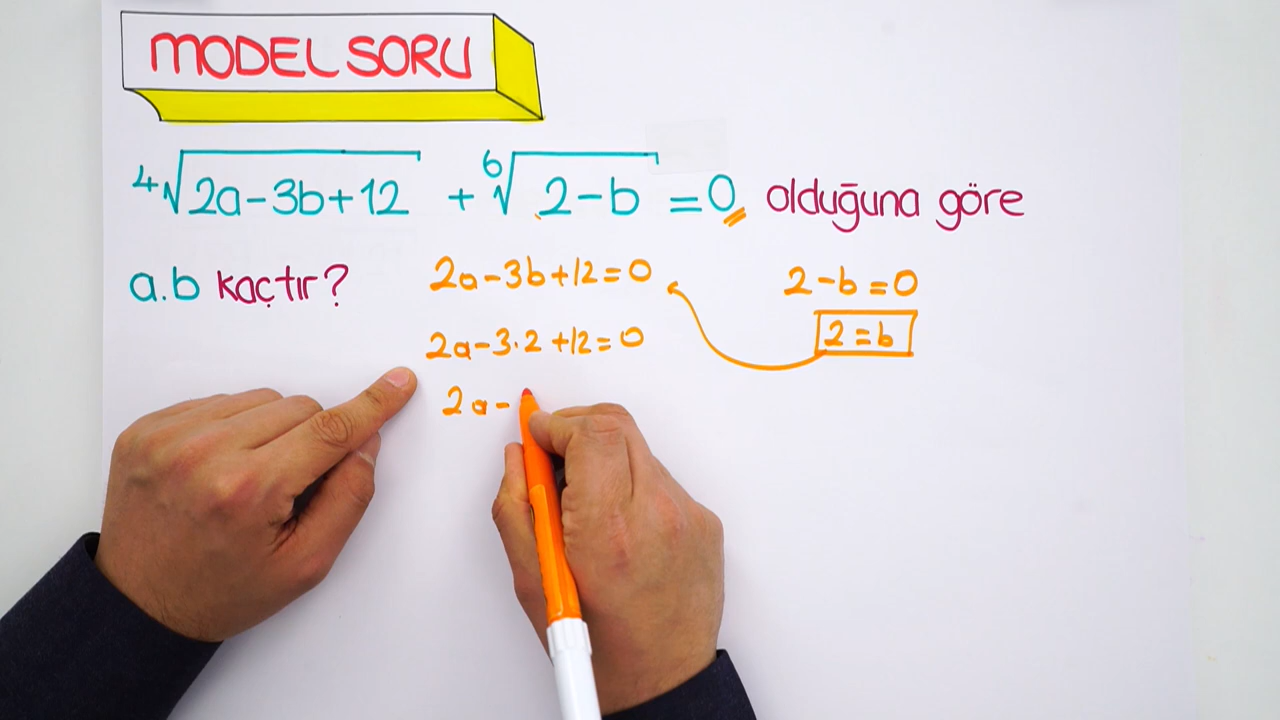 MODEL SORU
⁴√(2a-3b+12) + ⁶√(2-b) = 0 olduğuna göre
a.b kaçtır?
2a-3b+12=0
2-b=0
2a-3·2+12=0
2=b
2a-